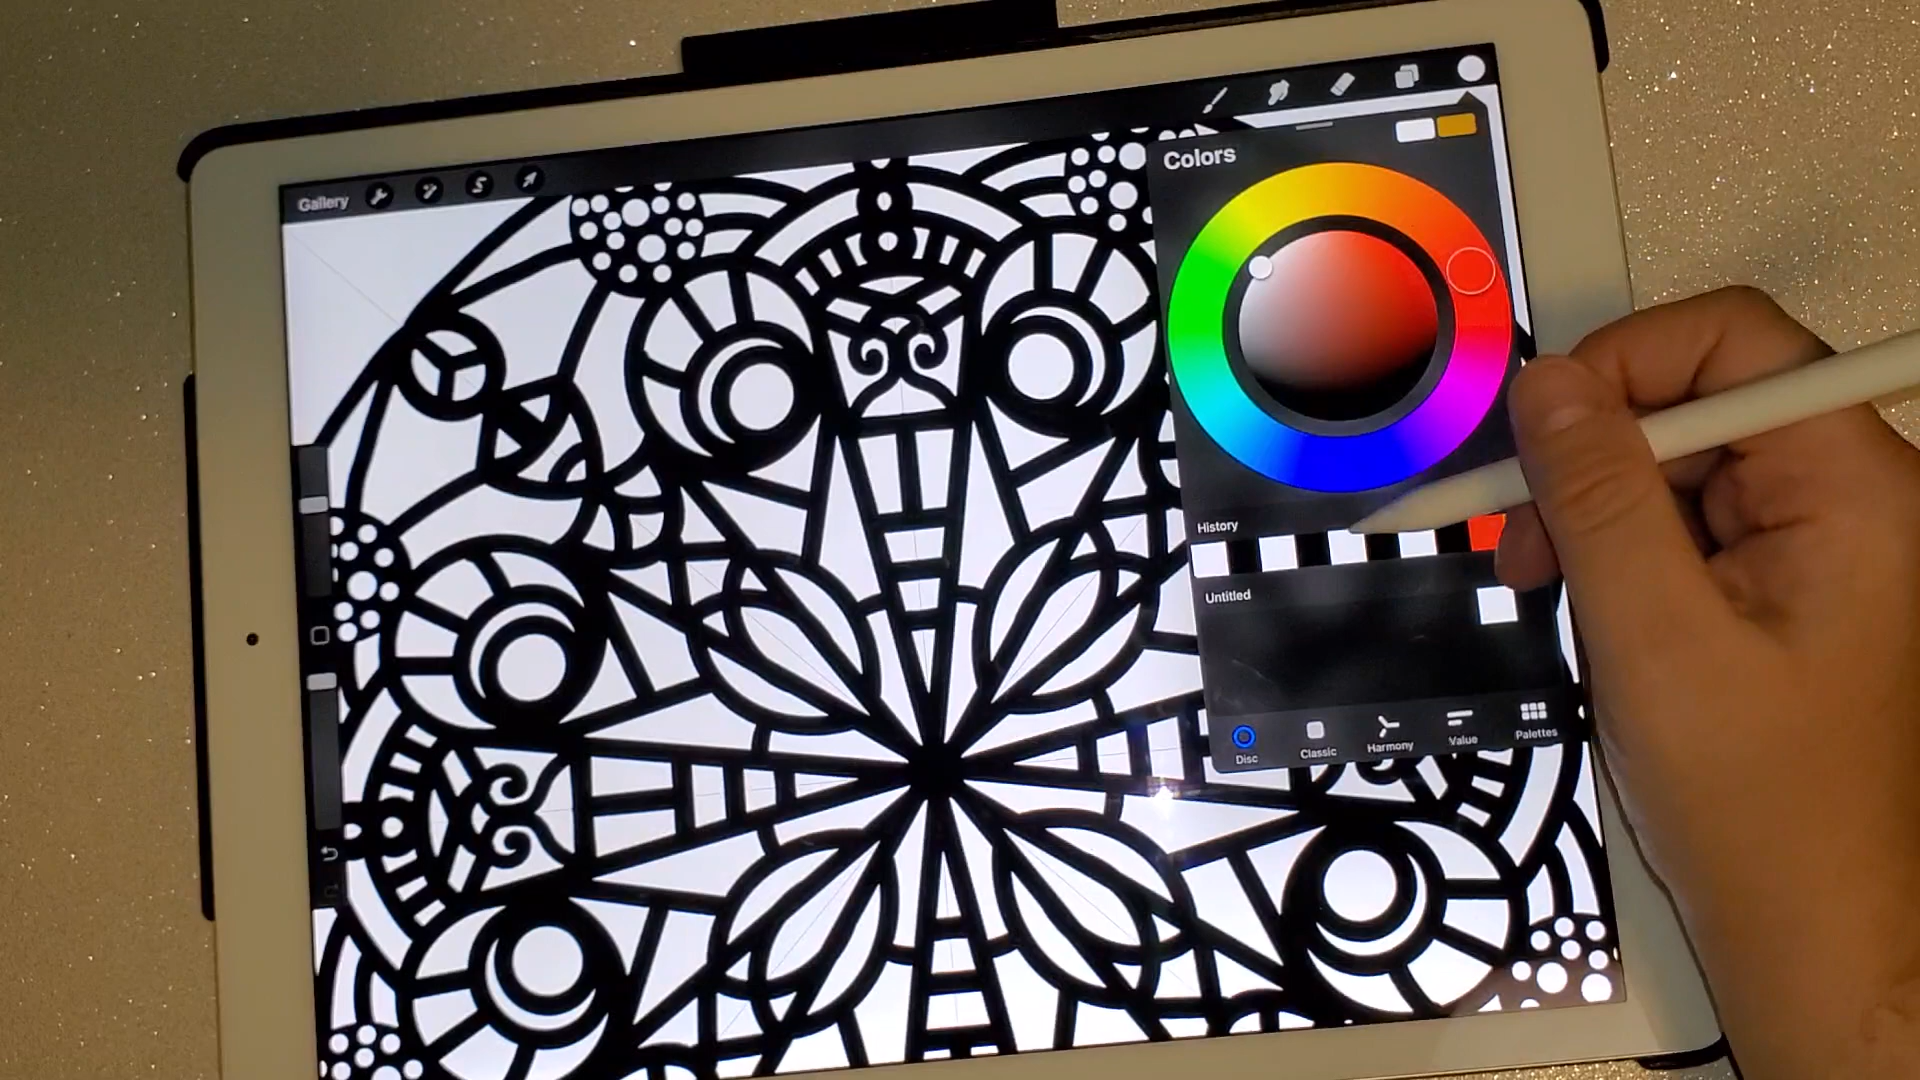 Gallery
Colors
History
Untitled
Disc
Classic
Harmony
Value
Palettes